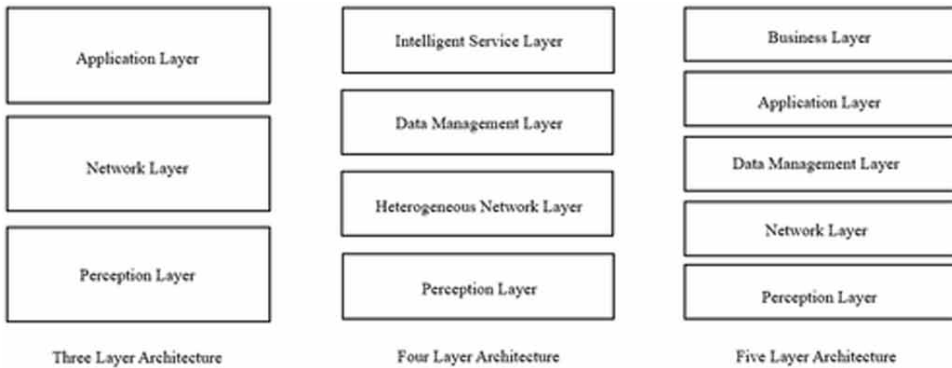 Application Layer
Network Layer
Perception Layer
Three Layer Architecture
Intelligent Service Layer
Data Management Layer
Heterogeneous Network Layer
Perception Layer
Four Layer Architecture
Business Layer
Application Layer
Data Management Layer
Network Layer
Perception Layer
Five Layer Architecture